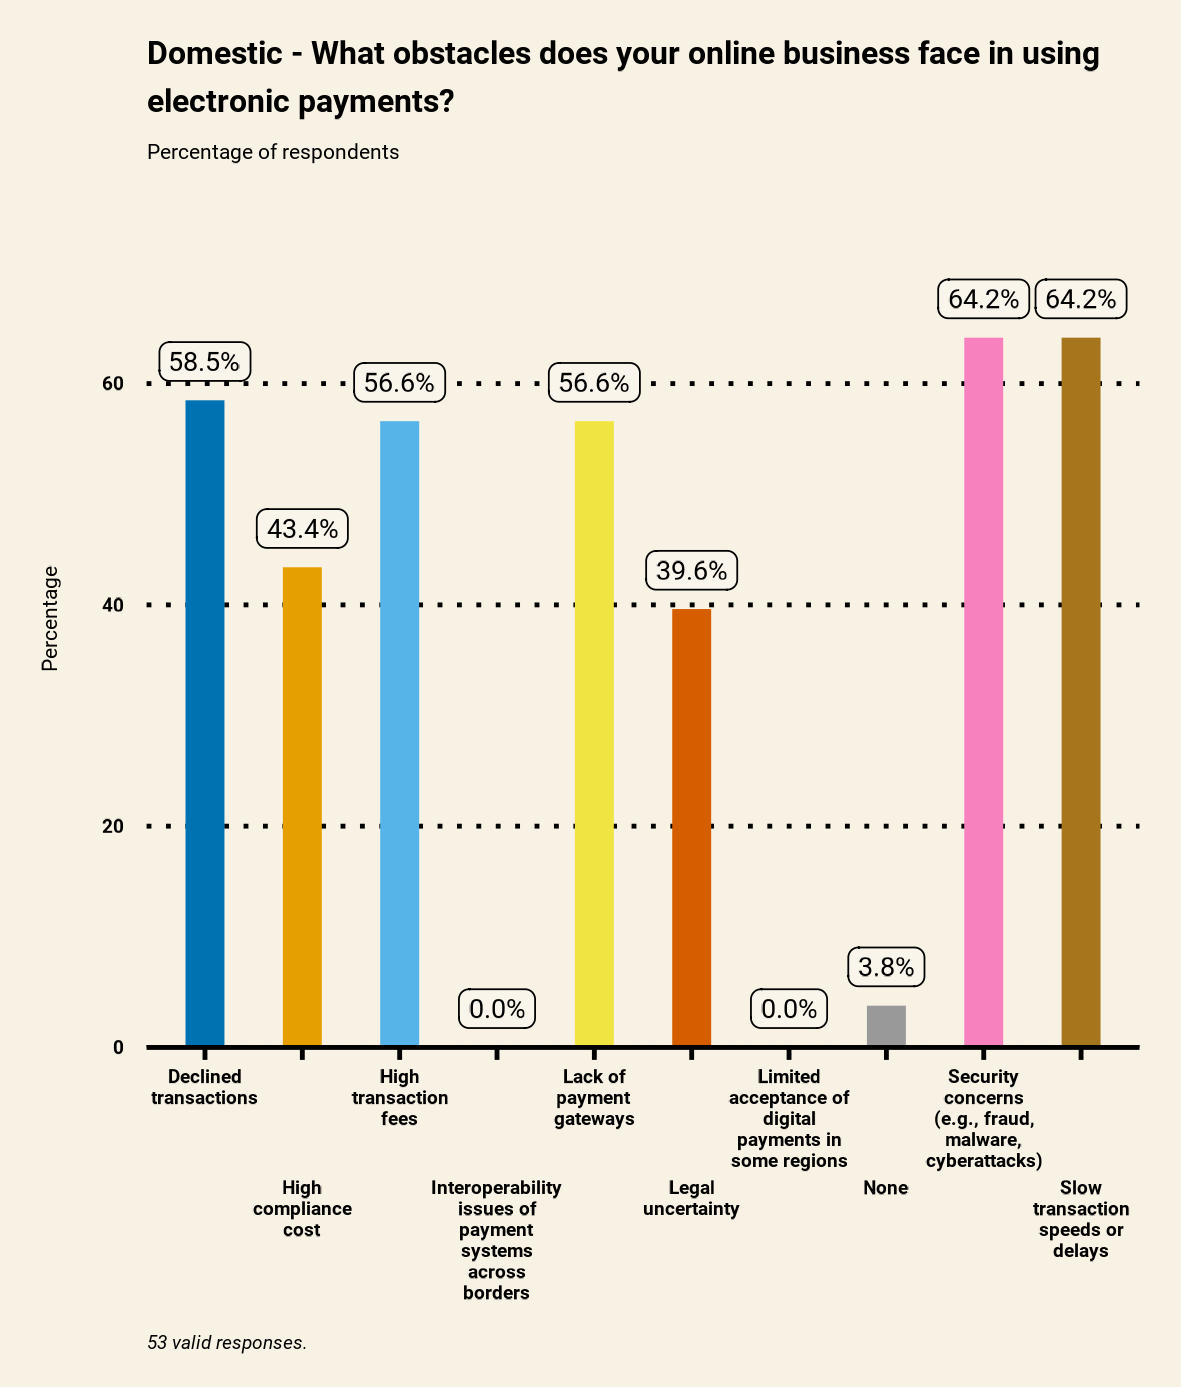 Domestic - What obstacles does your online business face in using
electronic payments?
Percentage of respondents
64.2%
64.2%
58.5%
56.6%
56.6%
60
43.4%
39.6%
40
Percentage
20
3.8%
0.0%
0.0%
0
Declined
transactions
High
compliance
cost
High
transaction
fees
Interoperability
issues of
payment
systems
across
borders
Lack of
payment
gateways
Legal
uncertainty
Limited
acceptance of
digital
payments in
some regions
None
Security
concerns
(e.g., fraud,
malware,
cyberattacks)
Slow
transaction
speeds or
delays
53 valid responses.